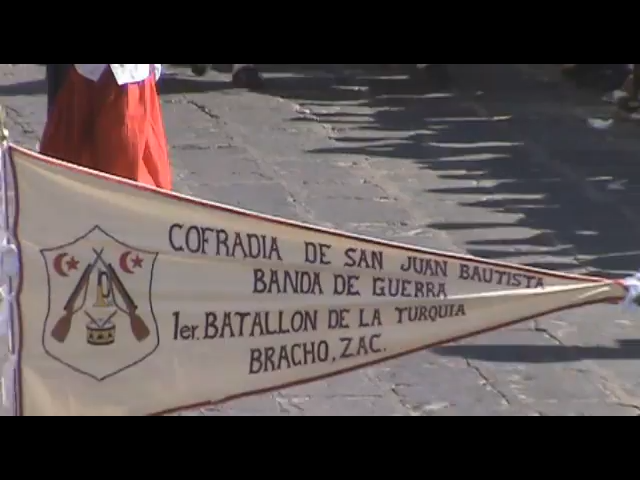 COFRADIA DE SAN JUAN BAUTISTA
BANDA DE GUERRA
1er. BATALLON DE LA TURQUIA
BRACHO, ZAC.